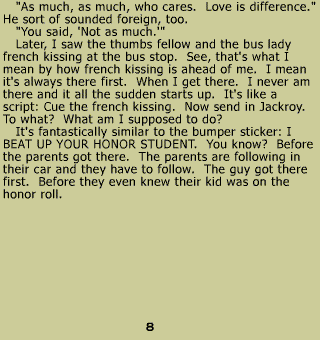 "As much, as much, who cares.  Love is difference."
He sort of sounded foreign, too.
"You said, 'Not as much.'"
Later, I saw the thumbs fellow and the bus lady
french kissing at the bus stop.  See, that's what I
mean by how french kissing is ahead of me.  I mean
it's always there first.  When I get there.  I never am
there and it all the sudden starts up.  It's like a
script: Cue the french kissing.  Now send in Jackroy.
To what?  What am I supposed to do?
It's fantastically similar to the bumper sticker: I
BEAT UP YOUR HONOR STUDENT.  You know?  Before
the parents got there.  The parents are following in
their car and they have to follow.  The guy got there
first.  Before they even knew their kid was on the
honor roll.
8